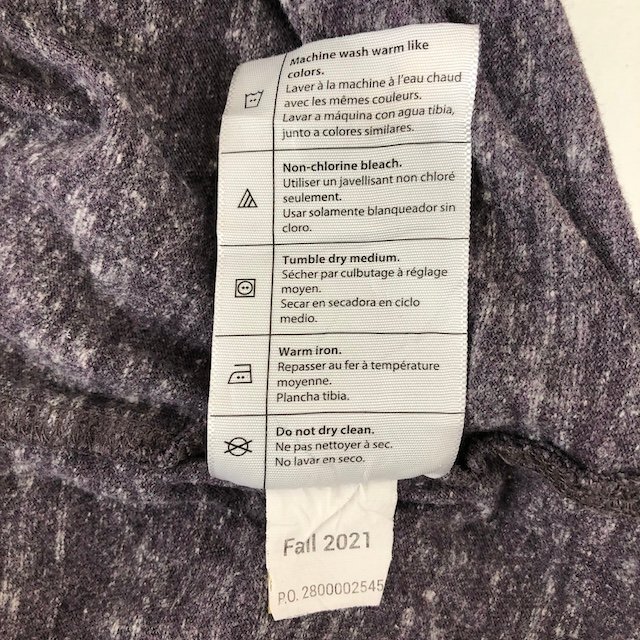 Machine wash warm like
colors.
Laver à la machine à l'eau chaud
avec les mêmes couleurs.
Lavar a máquina con agua tibia,
junto a colores similares.
Non-chlorine bleach.
Utiliser un javellisant non chloré
seulement.
Usar solamente blanqueador sin
cloro.
Tumble dry medium.
Sécher par culbutage à réglage
moyen.
Secar en secadora en ciclo
medio.
Warm iron.
Repasser au fer à température
moyenne.
Plancha tibia.
Do not dry clean.
Ne pas nettoyer à sec.
No lavar en seco.
Fall 2021
P.O. 2800002545